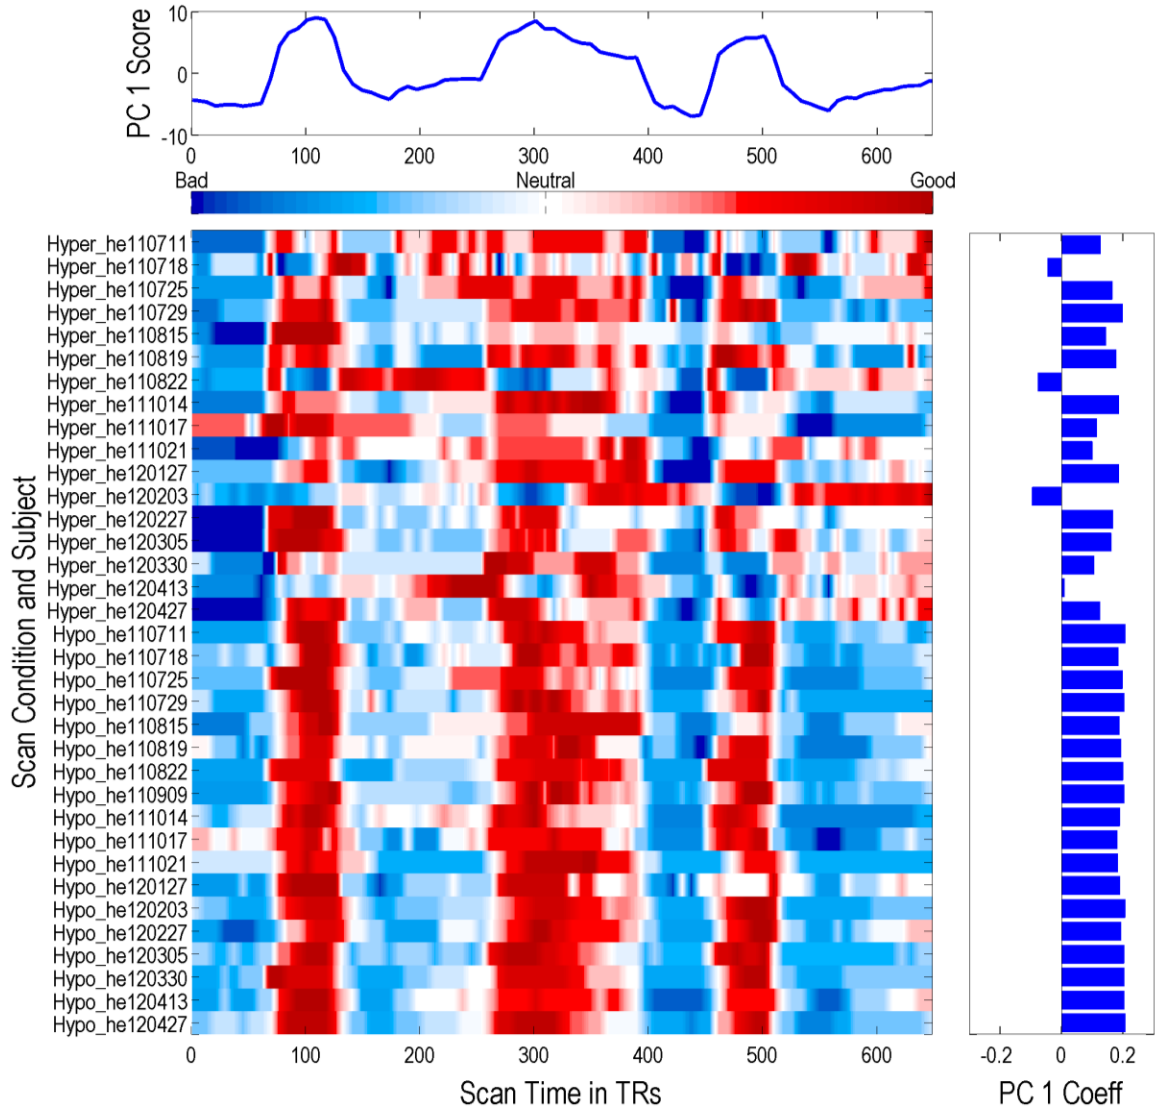 PC 1 Score
10
0
-10
0 100 200 300 400 500 600
Bad Neutral Good
Scan Condition and Subject
Hyper_he110711
Hyper_he110718
Hyper_he110725
Hyper_he110729
Hyper_he110815
Hyper_he110819
Hyper_he110822
Hyper_he111014
Hyper_he111017
Hyper_he111021
Hyper_he120127
Hyper_he120203
Hyper_he120227
Hyper_he120305
Hyper_he120330
Hyper_he120413
Hyper_he120427
Hypo_he110711
Hypo_he110718
Hypo_he110725
Hypo_he110729
Hypo_he110815
Hypo_he110819
Hypo_he110822
Hypo_he110909
Hypo_he111014
Hypo_he111017
Hypo_he111021
Hypo_he120127
Hypo_he120203
Hypo_he120227
Hypo_he120305
Hypo_he120330
Hypo_he120413
Hypo_he120427
0 100 200 300 400 500 600
Scan Time in TRs
-0.2 0 0.2
PC 1 Coeff